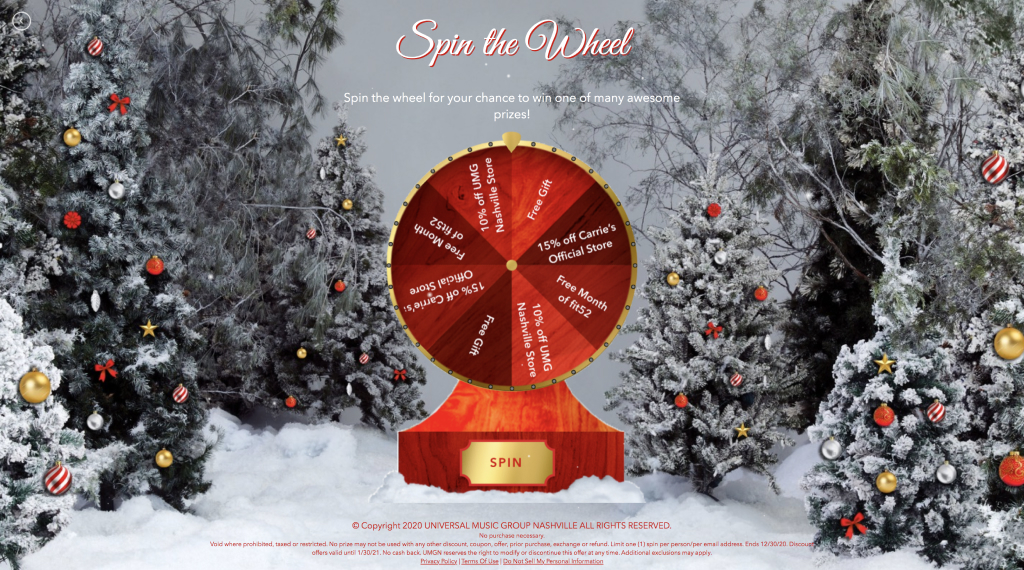 Spin the Wheel
Spin the wheel for your chance to win one of many awesome
prizes!
10% off UMG
Nashville Store
Free Gift
15% off Carrie's
Official Store
Free Month
of fit52
10% off UMG
Nashville Store
Free Gift
15% off Carrie's
Official Store
Free Month
of fit52
SPIN
© Copyright 2020 UNIVERSAL MUSIC GROUP NASHVILLE ALL RIGHTS RESERVED.
No purchase necessary.
Void where prohibited, taxed or restricted. No prize may not be used with any other discount, coupon, offer, prior purchase, exchange or refund. Limit one (1) spin per person/per email address. Ends 12/30/20. Discount
offers valid until 1/30/21. No cash back. UMGN reserves the right to modify or discontinue this offer at any time. Additional exclusions may apply.
Privacy Policy | Terms Of Use | Do Not Sell My Personal Information